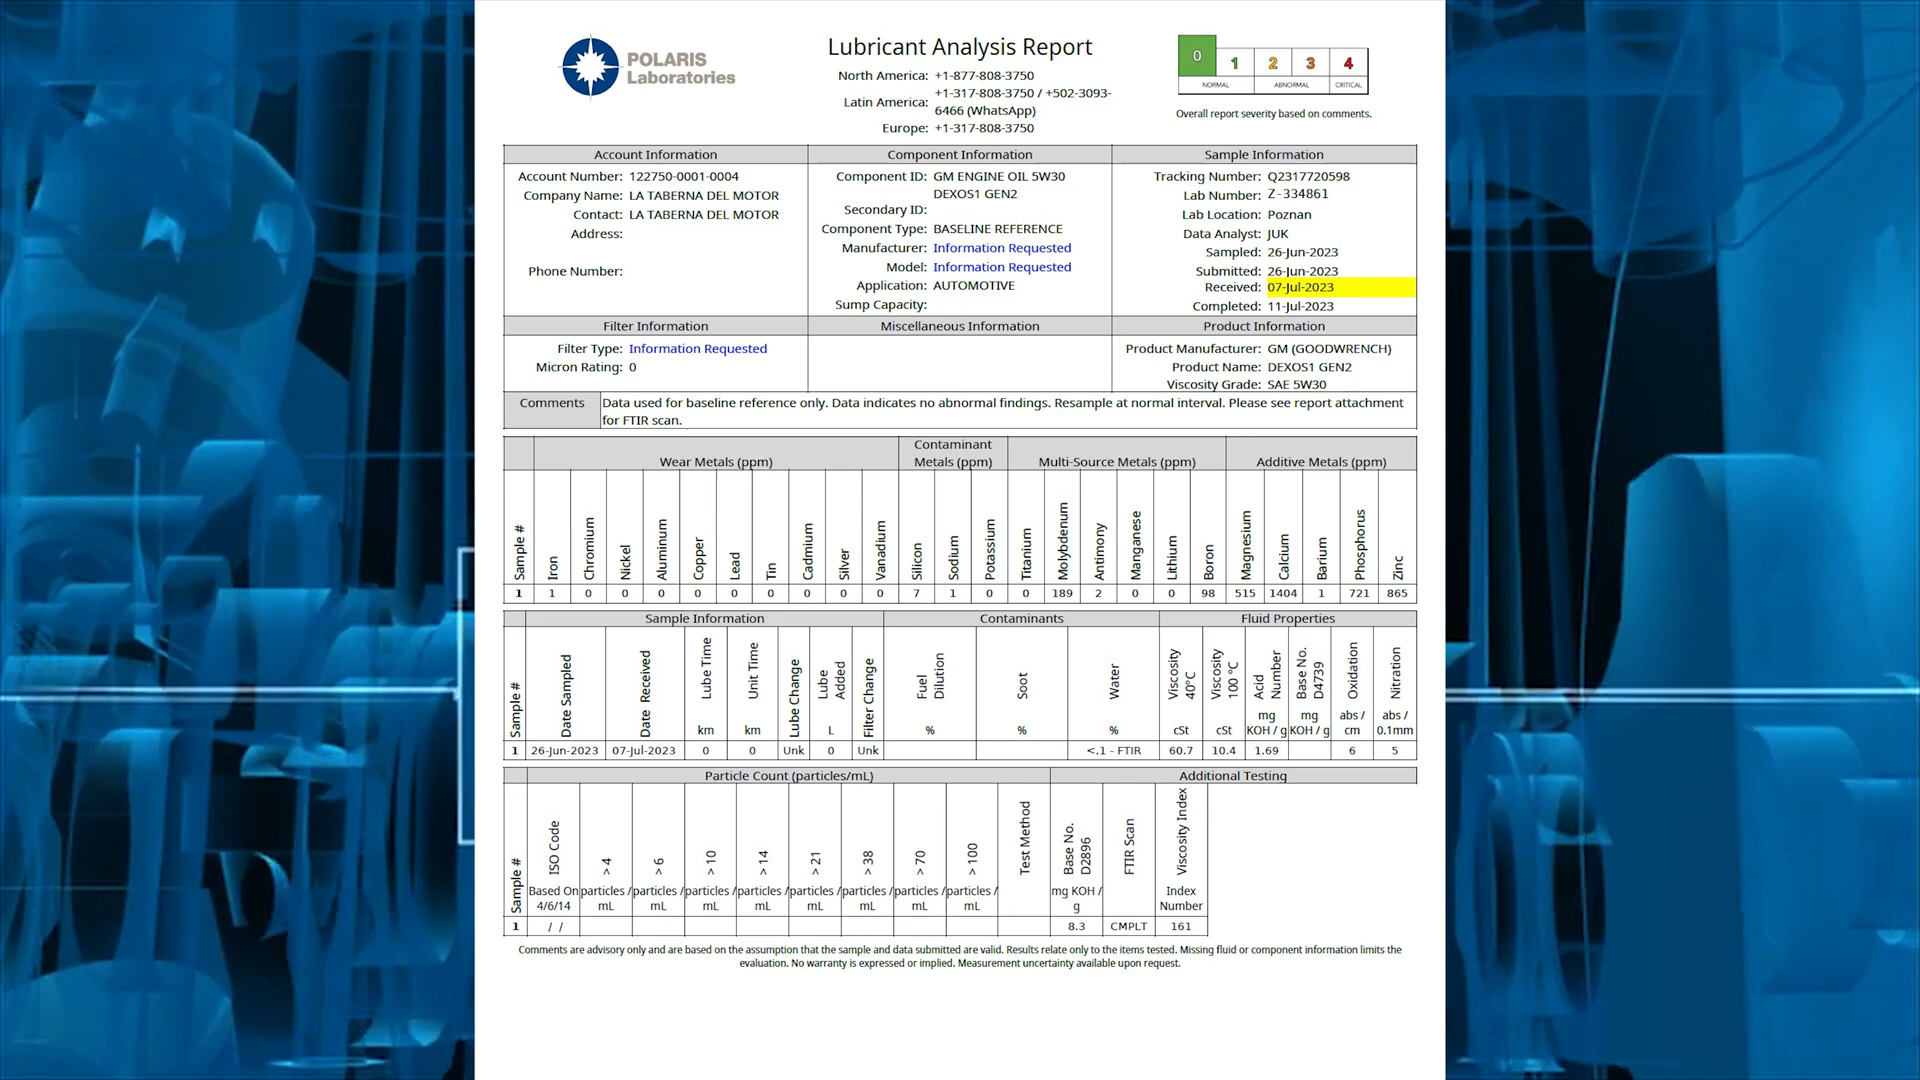 POLARIS
Laboratories
Lubricant Analysis Report
North America: +1-877-808-3750
Latin America: +1-317-808-3750 / +502-3093-
6466 (WhatsApp)
Europe: +1-317-808-3750
0 1 2 3 4
NORMAL ABNORMAL CRITICAL
Overall report severity based on comments.
Account Information
Account Number: 122750-0001-0004
Company Name: LA TABERNA DEL MOTOR
Contact: LA TABERNA DEL MOTOR
Address:
Phone Number:
Component Information
Component ID: GM ENGINE OIL 5W30
DEXOS1 GEN2
Secondary ID:
Component Type: BASELINE REFERENCE
Manufacturer: Information Requested
Model: Information Requested
Application: AUTOMOTIVE
Sump Capacity:
Sample Information
Tracking Number: Q2317720598
Lab Number: Z-334861
Lab Location: Poznan
Data Analyst: JUK
Sampled: 26-Jun-2023
Submitted: 26-Jun-2023
Received: 07-Jul-2023
Completed: 11-Jul-2023
Filter Information
Filter Type: Information Requested
Micron Rating: 0
Miscellaneous Information
Product Information
Product Manufacturer: GM (GOODWRENCH)
Product Name: DEXOS1 GEN2
Viscosity Grade: SAE 5W30
Comments
Data used for baseline reference only. Data indicates no abnormal findings. Resample at normal interval. Please see report attachment
for FTIR scan.
Wear Metals (ppm)
Contaminant
Metals (ppm)
Multi-Source Metals (ppm)
Additive Metals (ppm)
Sample # Iron Chromium Nickel Aluminum Copper Lead Tin Cadmium Silver Vanadium Silicon Sodium Potassium Titanium Molybdenum Antimony Manganese Lithium Boron Magnesium Calcium Barium Phosphorus Zinc
1 1 0 0 0 0 0 0 0 0 0 7 1 0 0 189 2 0 0 98 515 1404 1 721 865
Sample Information Contaminants Fluid Properties
Sample #
Date Sampled
Date Received
Lube Time
km
Unit Time
km
Lube Change
Lube
Added
L
Filter Change
Fuel
Dilution
%
Soot
%
Water
%
Viscosity
40°C
cSt
Viscosity
100 °C
cSt
Acid
Number
mg
KOH / g
Base No.
D4739
mg
KOH / g
Oxidation
abs /
cm
Nitration
abs /
0.1mm
1 26-Jun-2023 07-Jul-2023 0 0 Unk 0 Unk <.1 - FTIR 60.7 10.4 1.69 6 5
Particle Count (particles/mL) Additional Testing
Sample #
ISO Code
Based On
4/6/14
> 4
particles /
mL
> 6
particles /
mL
> 10
particles /
mL
> 14
particles /
mL
> 21
particles /
mL
> 38
particles /
mL
> 70
particles /
mL
> 100
particles /
mL
Test Method
Base No.
D2896
mg KOH /
g
FTIR Scan
Viscosity Index
Index
Number
1 / / 8.3 CMPLT 161
Comments are advisory only and are based on the assumption that the sample and data submitted are valid. Results relate only to the items tested. Missing fluid or component information limits the
evaluation. No warranty is expressed or implied. Measurement uncertainty available upon request.